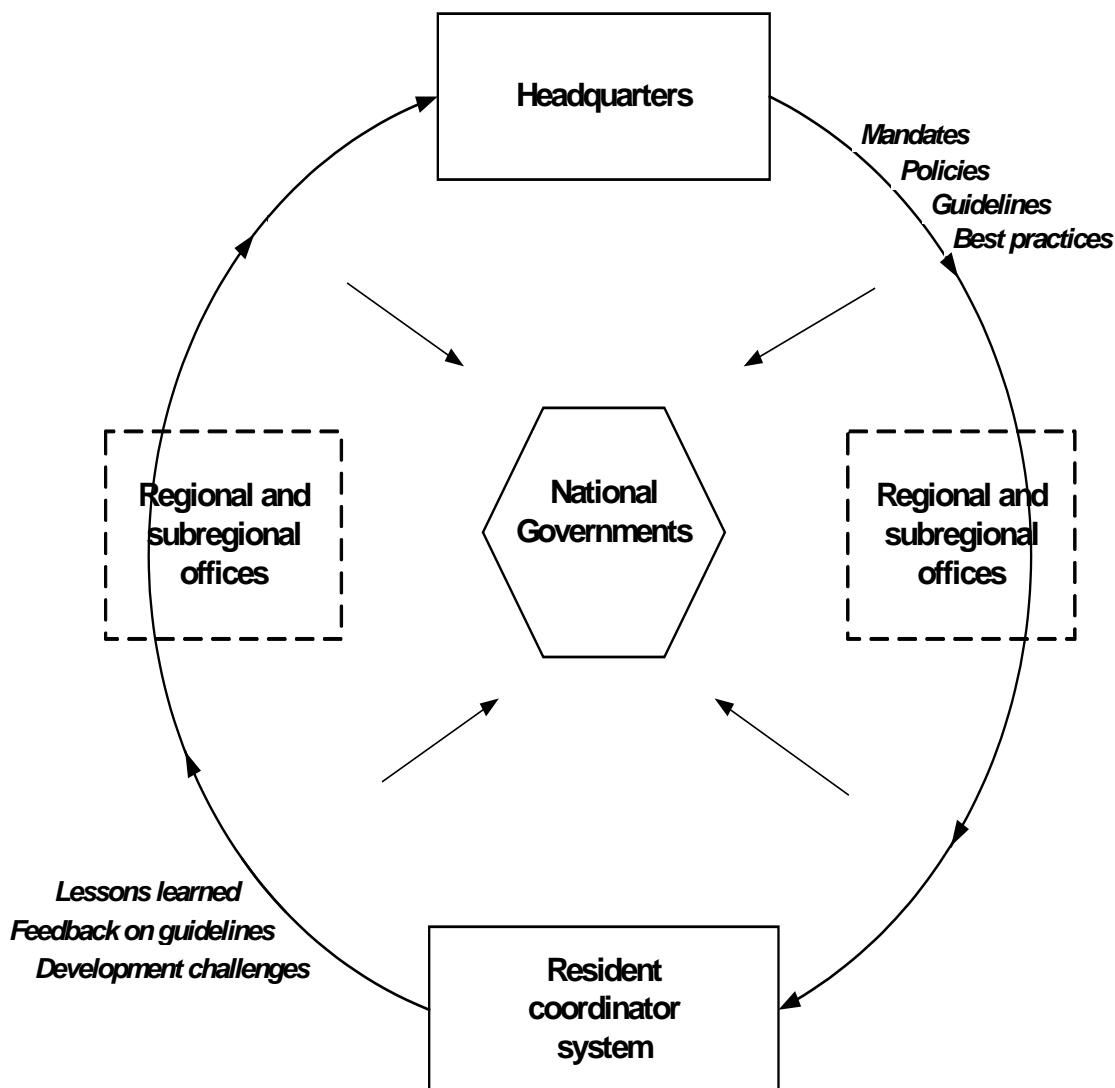 Headquarters
Mandates
Policies
Guidelines
Best practices
Regional and
subregional
offices
National
Governments
Regional and
subregional
offices
Lessons learned
Feedback on guidelines
Development challenges
Resident
coordinator
system